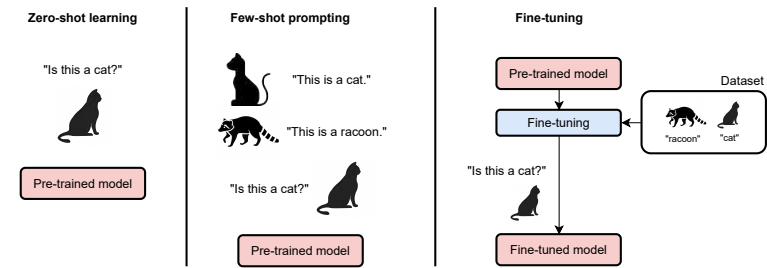 Zero-shot learning
"Is this a cat?"
Pre-trained model
Few-shot prompting
"This is a cat."
"This is a racoon."
"Is this a cat?"
Pre-trained model
Fine-tuning
Pre-trained model
Dataset
Fine-tuning
"racoon"
"cat"
"Is this a cat?"
Fine-tuned model